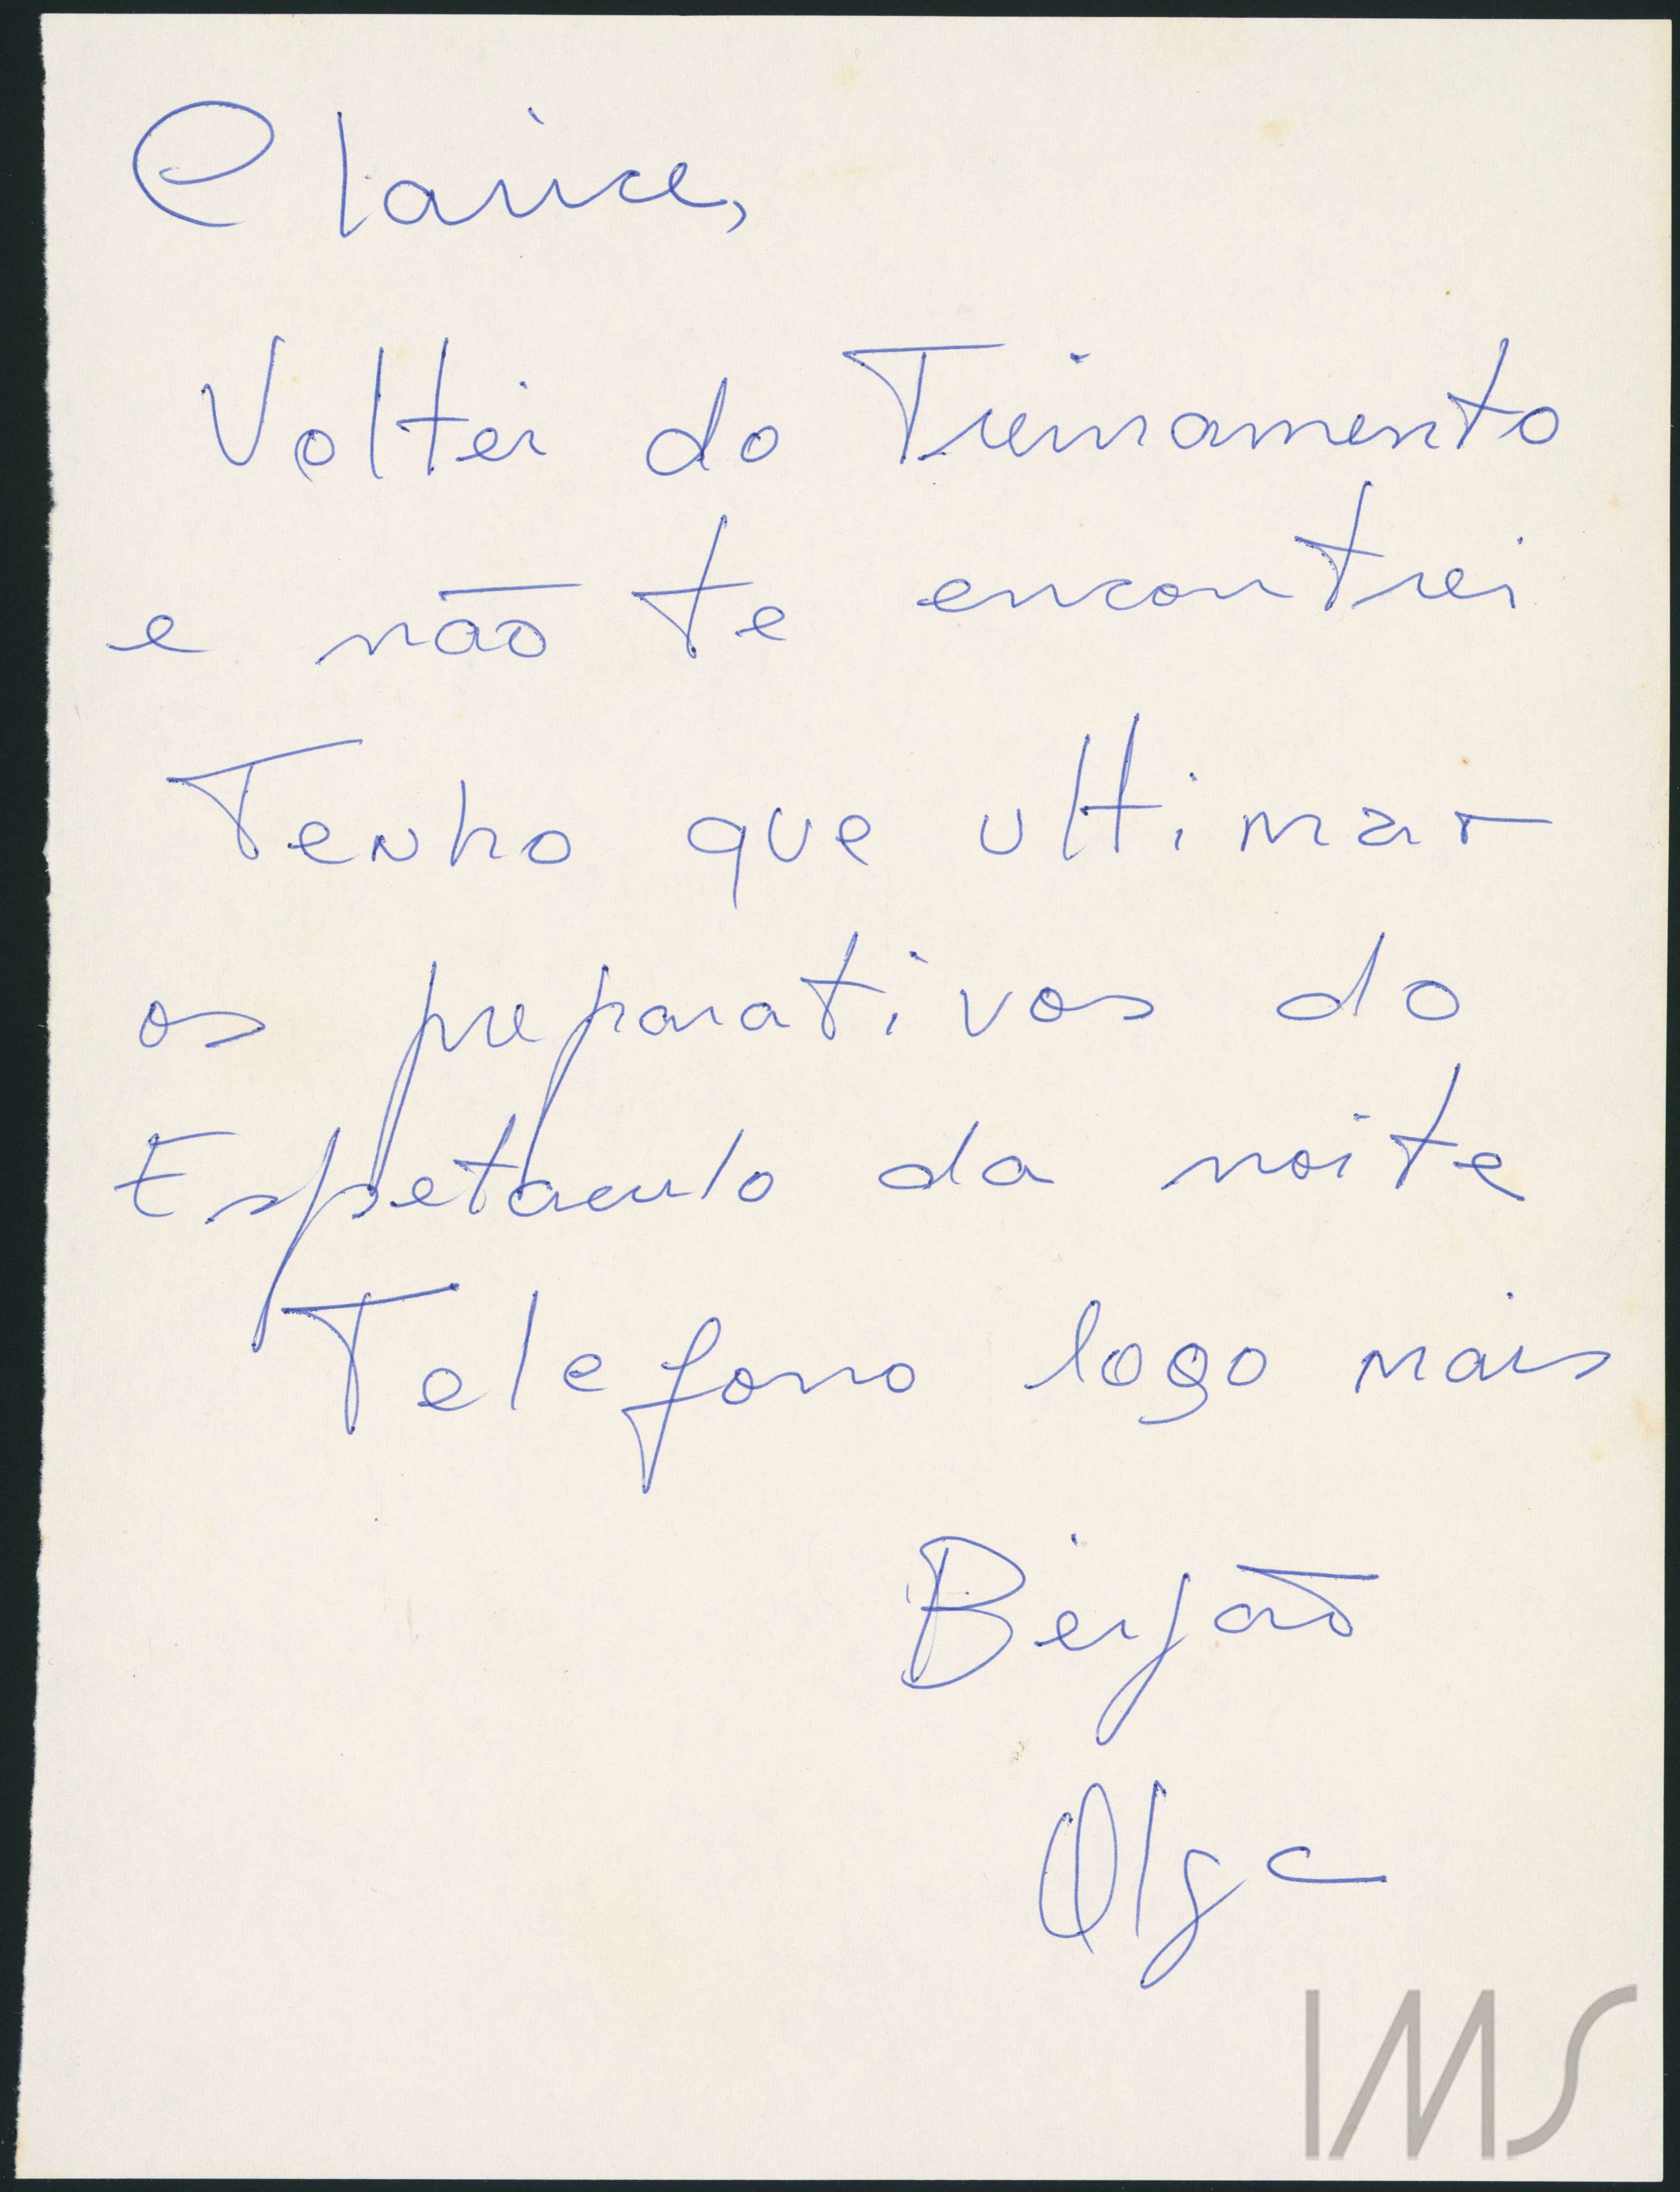 Clarice,
Voltei do Treinamento
e não te encontrei
Tenho que ultimar
os preparativos do
Espetaculo da noite
Telefono logo mais
Beijão
Olga
IMS